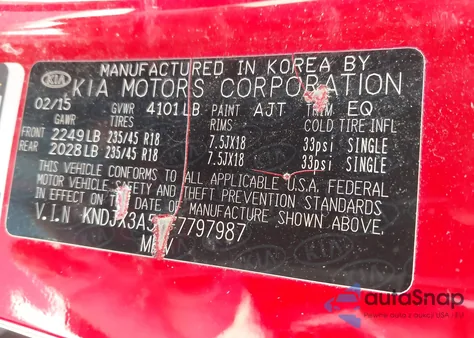 MANUFACTURED IN KOREA BY
KIA KIA MOTORS CORPORATION
02/15 GVWR 4101LB PAINT AJT TRIM EQ
GAWR TIRES RIMS COLD TIRE INFL
FRONT 2249LB 235/45 R18 7.5JX18 33psi SINGLE
REAR 2028LB 235/45 R18 7.5JX18 33psi SINGLE
THIS VEHICLE CONFORMS TO ALL APPLICABLE U.S.A. FEDERAL
MOTOR VEHICLE SAFETY AND THEFT PREVENTION STANDARDS
IN EFFECT ON THE DATE OF MANUFACTURE SHOWN ABOVE.
V.I.N
autoSnap